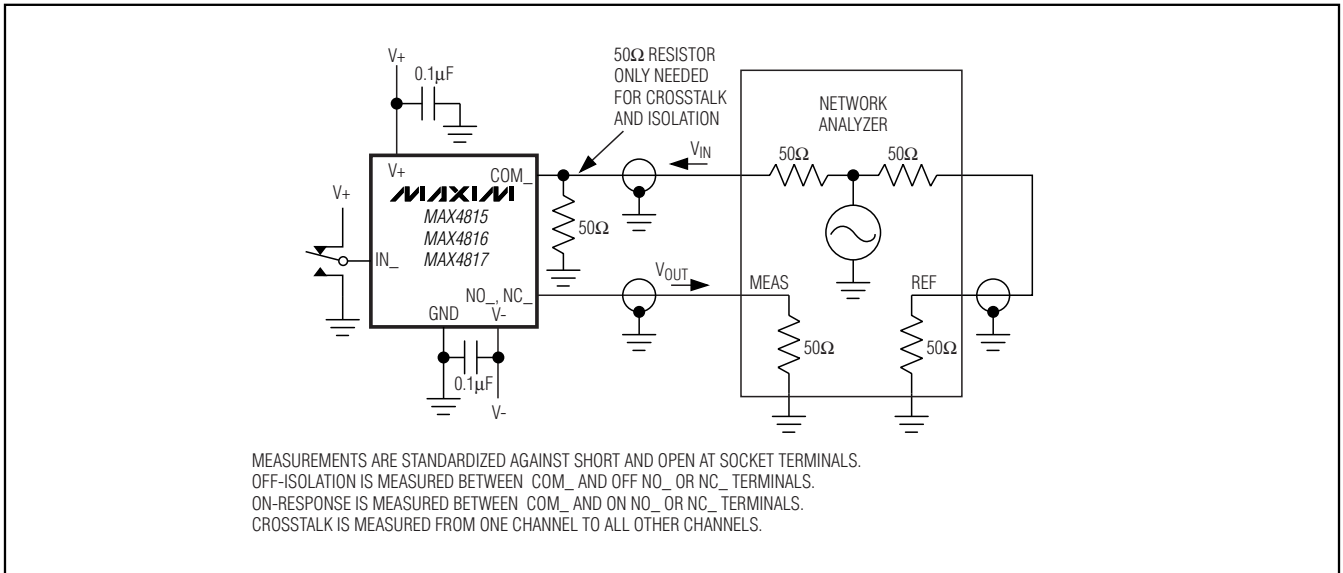 V+
0.1µF
50Ω RESISTOR
ONLY NEEDED
FOR CROSSTALK
AND ISOLATION
NETWORK
ANALYZER
V+
COM_
VIN
50Ω
50Ω
MAXIM
MAX4815
MAX4816
MAX4817
V+
IN_
50Ω
NO_, NC_
GND
V-
VOUT
MEAS
REF
50Ω
50Ω
0.1µF
V-
MEASUREMENTS ARE STANDARDIZED AGAINST SHORT AND OPEN AT SOCKET TERMINALS.
OFF-ISOLATION IS MEASURED BETWEEN COM_ AND OFF NO_ OR NC_ TERMINALS.
ON-RESPONSE IS MEASURED BETWEEN COM_ AND ON NO_ OR NC_ TERMINALS.
CROSSTALK IS MEASURED FROM ONE CHANNEL TO ALL OTHER CHANNELS.